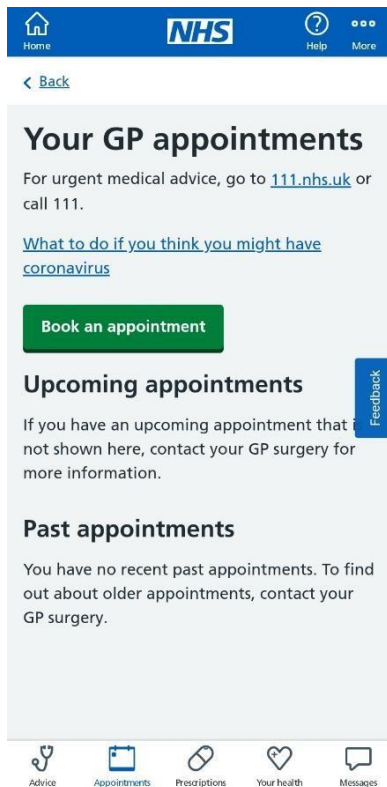 NHS
Home
Help
More
Back
Your GP appointments
For urgent medical advice, go to 111.nhs.uk or
call 111.
What to do if you think you might have
coronavirus
Book an appointment
Feedback
Upcoming appointments
If you have an upcoming appointment that
not shown here, contact your GP surgery for
more information.
Past appointments
You have no recent past appointments. To find
out about older appointments, contact your
GP surgery.
Advice
Appointments
Prescriptions
Your health
Messages